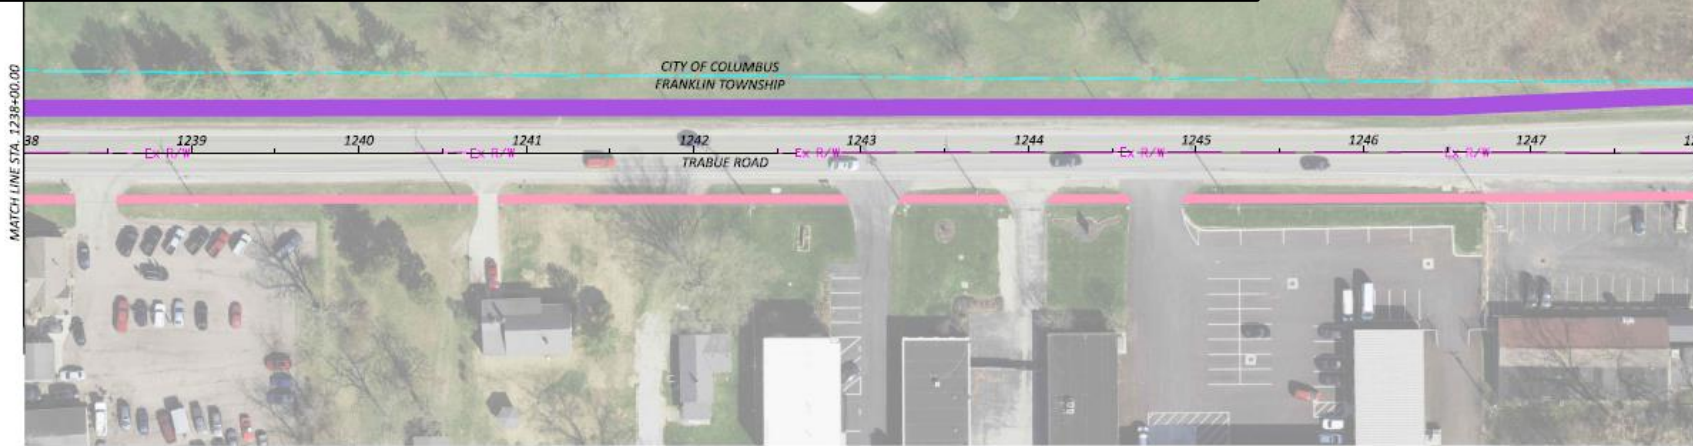 CITY OF COLUMBUS
FRANKLIN TOWNSHIP
MATCH LINE STA. 1238+00.00
38 1239 1240 1241 1242 1243 1244 1245 1246 1247
Ex R/W Ex R/W Ex R/W Ex R/W Ex R/W
TRABUE ROAD